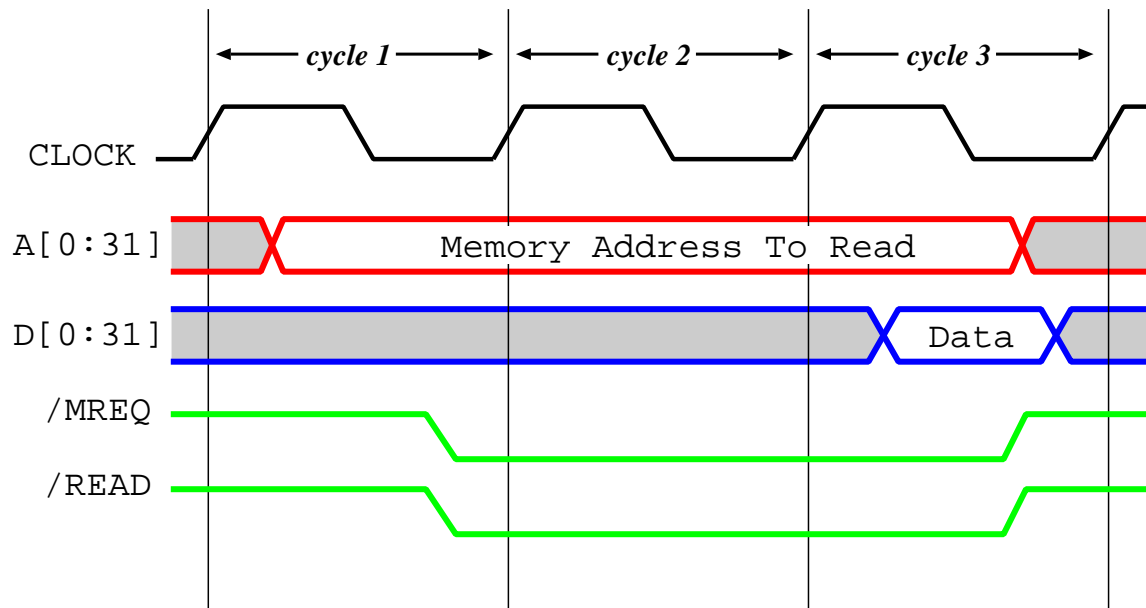 cycle 1 cycle 2 cycle 3
CLOCK
A[0:31] Memory Address To Read
D[0:31] Data
/MREQ
/READ